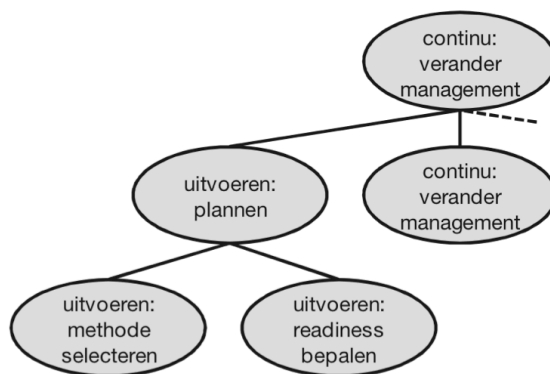 continu:
verander
management
uitvoeren:
plannen
continu:
verander
management
uitvoeren:
methode
selecteren
uitvoeren:
readiness
bepalen